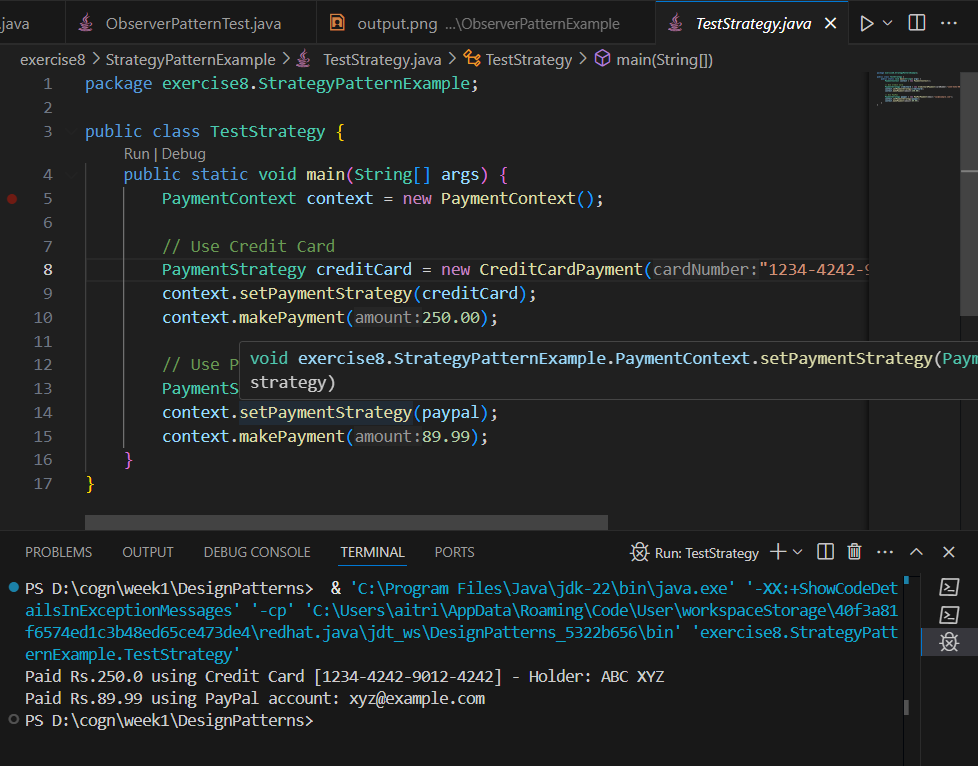 .java ObserverPatternTest.java output.png ...\ObserverPatternExample TestStrategy.java
exercise8 > StrategyPatternExample > TestStrategy.java > TestStrategy > main(String[])
1 package exercise8.StrategyPatternExample;
2
3 public class TestStrategy {
Run | Debug
4 public static void main(String[] args) {
5 PaymentContext context = new PaymentContext();
6
7 // Use Credit Card
8 PaymentStrategy creditCard = new CreditCardPayment(cardNumber:"1234-4242-9
9 context.setPaymentStrategy(creditCard);
10 context.makePayment(amount:250.00);
11
void exercise8.StrategyPatternExample.PaymentContext.setPaymentStrategy(Paym
strategy)
12 // Use P
13 PaymentS
14 context.setPaymentStrategy(paypal);
15 context.makePayment(amount:89.99);
16 }
17 }
PROBLEMS OUTPUT DEBUG CONSOLE TERMINAL PORTS Run: TestStrategy
PS D:\cogn\week1\DesignPatterns> & 'C:\Program Files\Java\jdk-22\bin\java.exe' '-XX:+ShowCodeDet
ailsInExceptionMessages' '-cp' 'C:\Users\aitri\AppData\Roaming\Code\User\workspaceStorage\40f3a81
f6574ed1c3b48ed65ce473de4\redhat.java\jdt_ws\DesignPatterns_5322b656\bin' 'exercise8.StrategyPatt
ernExample.TestStrategy'
Paid Rs.250.0 using Credit Card [1234-4242-9012-4242] - Holder: ABC XYZ
Paid Rs.89.99 using PayPal account: xyz@example.com
PS D:\cogn\week1\DesignPatterns>